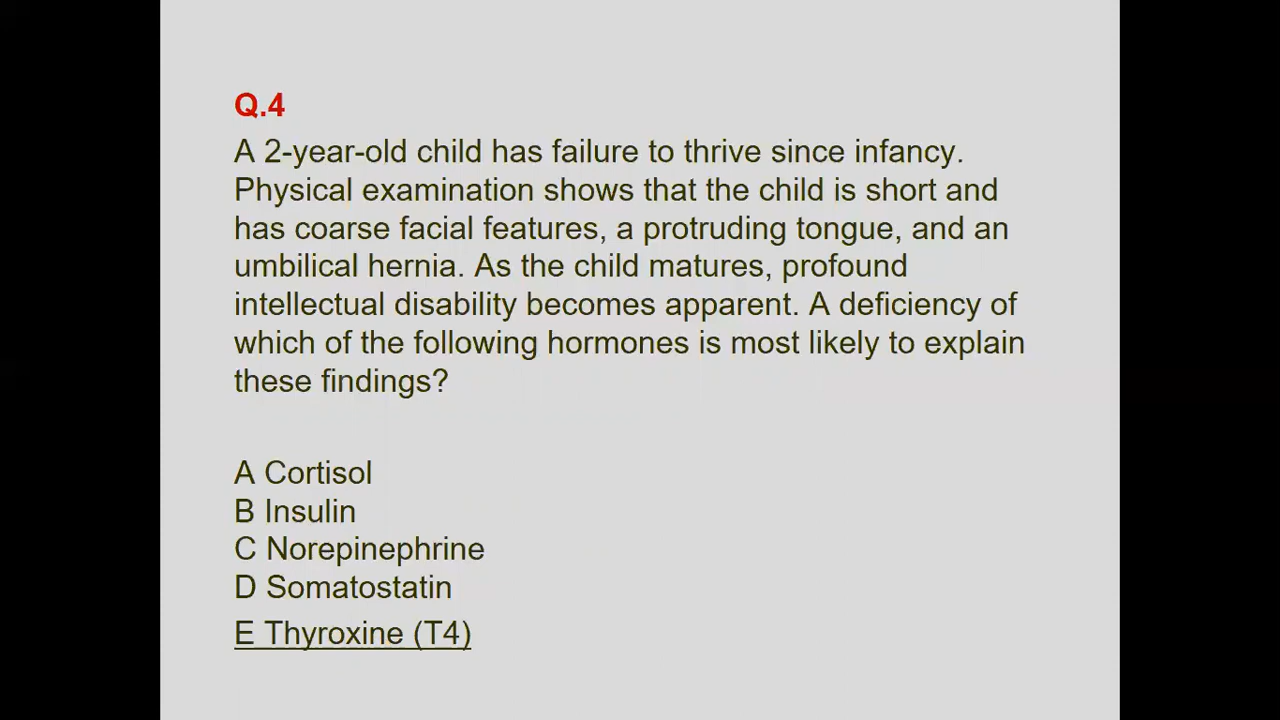 Q.4
A 2-year-old child has failure to thrive since infancy.
Physical examination shows that the child is short and
has coarse facial features, a protruding tongue, and an
umbilical hernia. As the child matures, profound
intellectual disability becomes apparent. A deficiency of
which of the following hormones is most likely to explain
these findings?
A Cortisol
B Insulin
C Norepinephrine
D Somatostatin
E Thyroxine (T4)